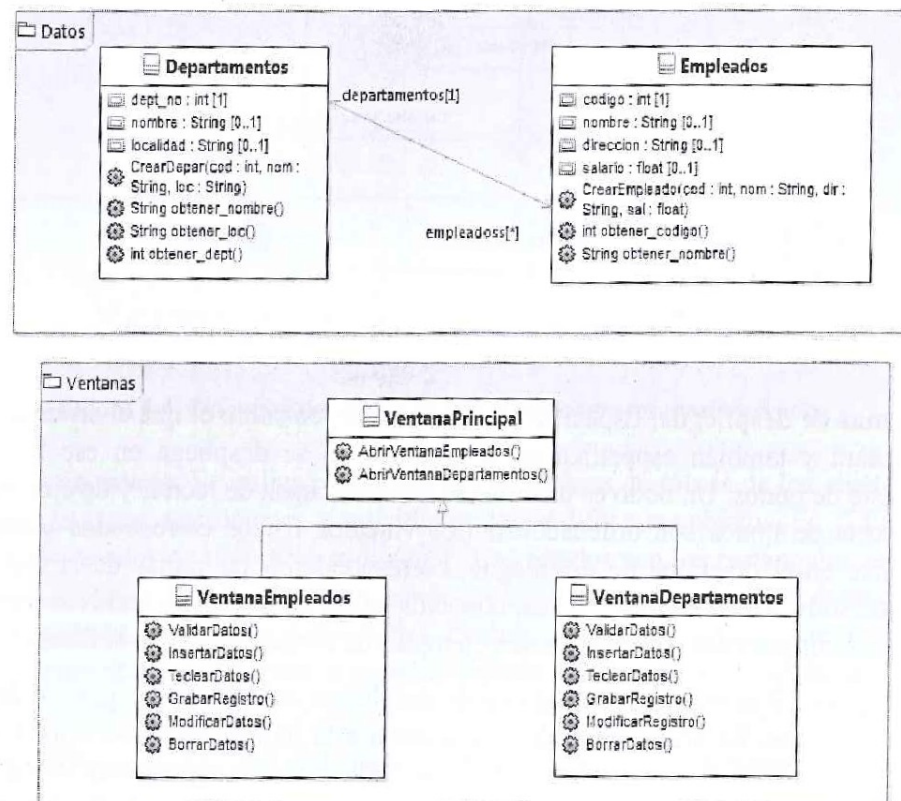 Datos
Departamentos
dept_no : int [1]
nombre : String [0..1]
localidad : String [0..1]
CrearDepar(cod : int, nom :
String, loc : String)
String obtener_nombre()
String obtener_loc()
int obtener_dept()
departamentos[1]
empleadoss[*]
Empleados
codigo : int [1]
nombre : String [0..1]
direccion : String [0..1]
salario : float [0..1]
CrearEmpleado(cod : int, nom : String, dir :
String, sal : float)
int obtener_codigo()
String obtener_nombre()
Ventanas
VentanaPrincipal
AbrirVentanaEmpleados()
AbrirVentanaDepartamentos()
VentanaEmpleados
ValidarDatos()
InsertarDatos()
TeclearDatos()
GrabarRegistro()
ModificarDatos()
BorrarDatos()
VentanaDepartamentos
ValidarDatos()
InsertarDatos()
TeclearDatos()
GrabarRegistro()
ModificarRegistro()
BorrarDatos()